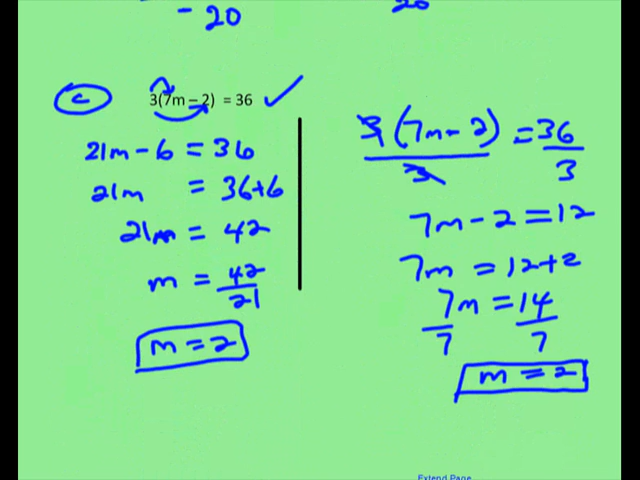 - 20
20
c 3(7m – 2) = 36 ✓
21m - 6 = 36
21m = 36+6
21m = 42
m = 42/21
m = 2
3(7m-2)/3 = 36/3
7m - 2 = 12
7m = 12+2
7m/7 = 14/7
m = 2
Extend Page